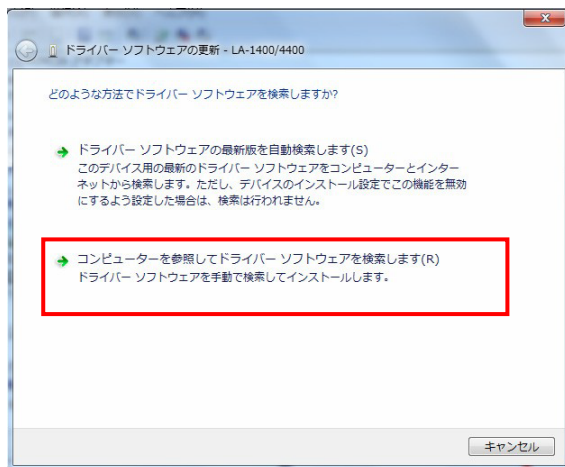 ドライバー ソフトウェアの更新 - LA-1400/4400
どのような方法でドライバー ソフトウェアを検索しますか?
ドライバー ソフトウェアの最新版を自動検索します(S)
このデバイス用の最新のドライバー ソフトウェアをコンピューターとインター
ネットから検索します。ただし、デバイスのインストール設定でこの機能を無効
にするよう設定した場合は、検索は行われません。
コンピューターを参照してドライバー ソフトウェアを検索します(R)
ドライバー ソフトウェアを手動で検索してインストールします。
キャンセル